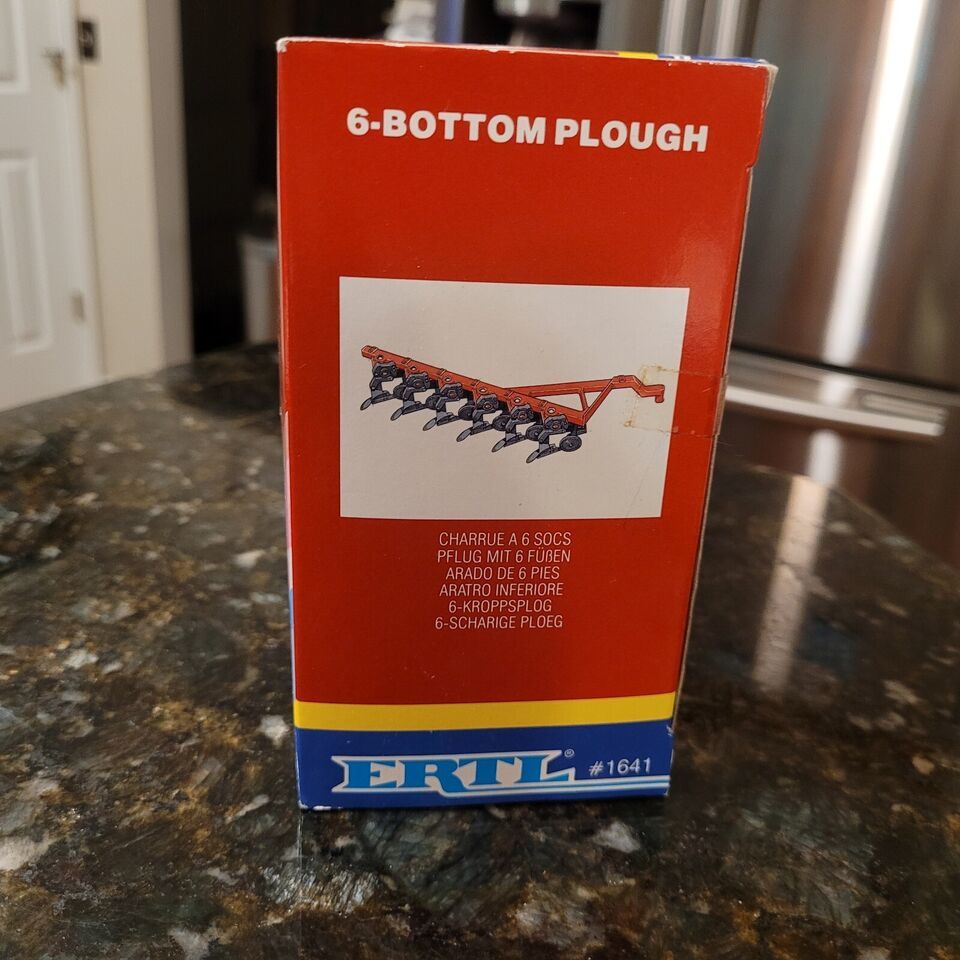 6-BOTTOM PLOUGH
CHARRUE A 6 SOCS
PFLUG MIT 6 FÜßEN
ARADO DE 6 PIES
ARATRO INFERIORE
6-KROPPSPLOG
6-SCHARIGE PLOEG
ERTL® #1641